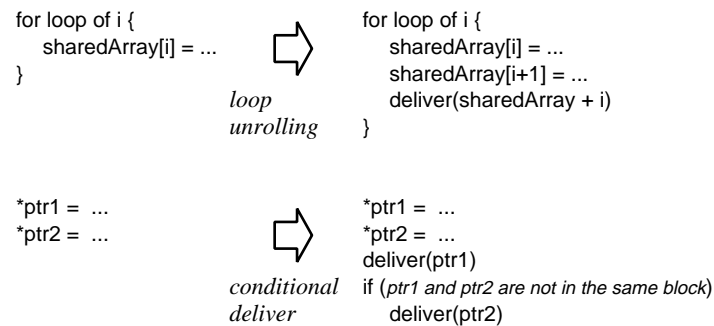 for loop of i {
sharedArray[i] = ...
}
loop
unrolling
for loop of i {
sharedArray[i] = ...
sharedArray[i+1] = ...
deliver(sharedArray + i)
}
*ptr1 = ...
*ptr2 = ...
conditional
deliver
*ptr1 = ...
*ptr2 = ...
deliver(ptr1)
if (ptr1 and ptr2 are not in the same block)
deliver(ptr2)